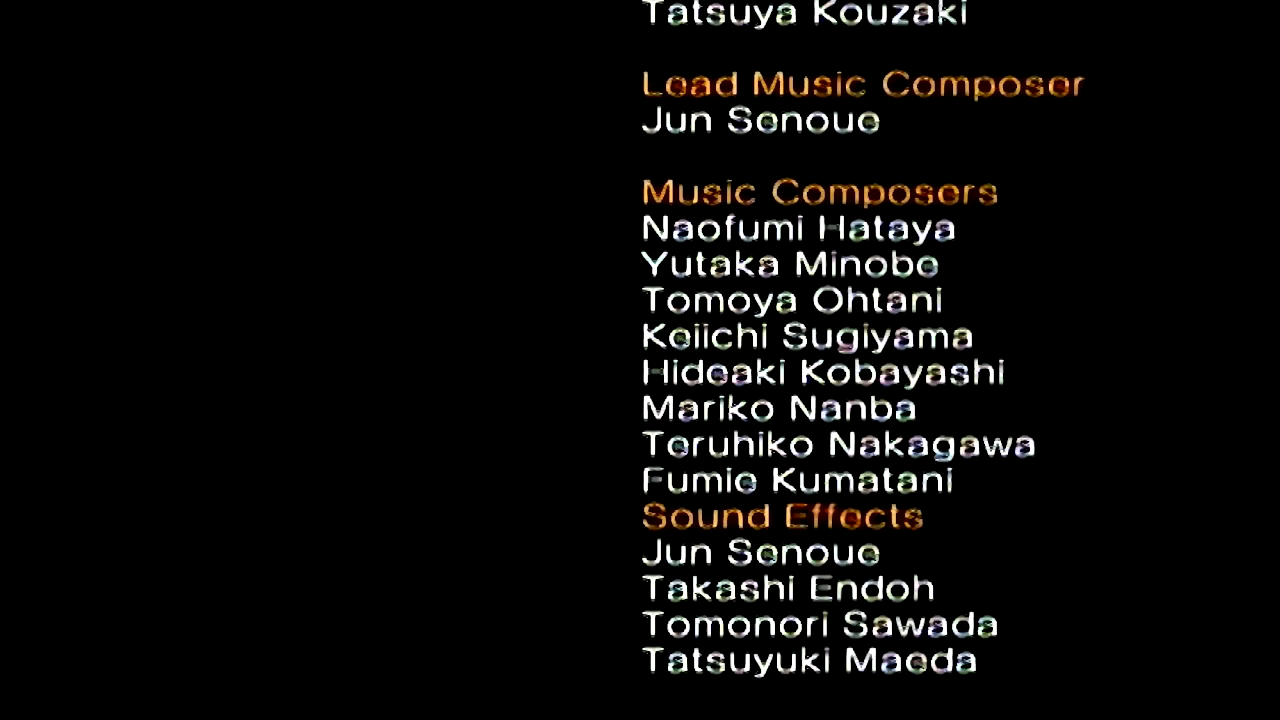 Tatsuya Kouzaki
Lead Music Composer
Jun Senoue
Music Composers
Naofumi Hataya
Yutaka Minobe
Tomoya Ohtani
Keiichi Sugiyama
Hideaki Kobayashi
Mariko Nanba
Teruhiko Nakagawa
Fumie Kumatani
Sound Effects
Jun Senoue
Takashi Endoh
Tomonori Sawada
Tatsuyuki Maeda